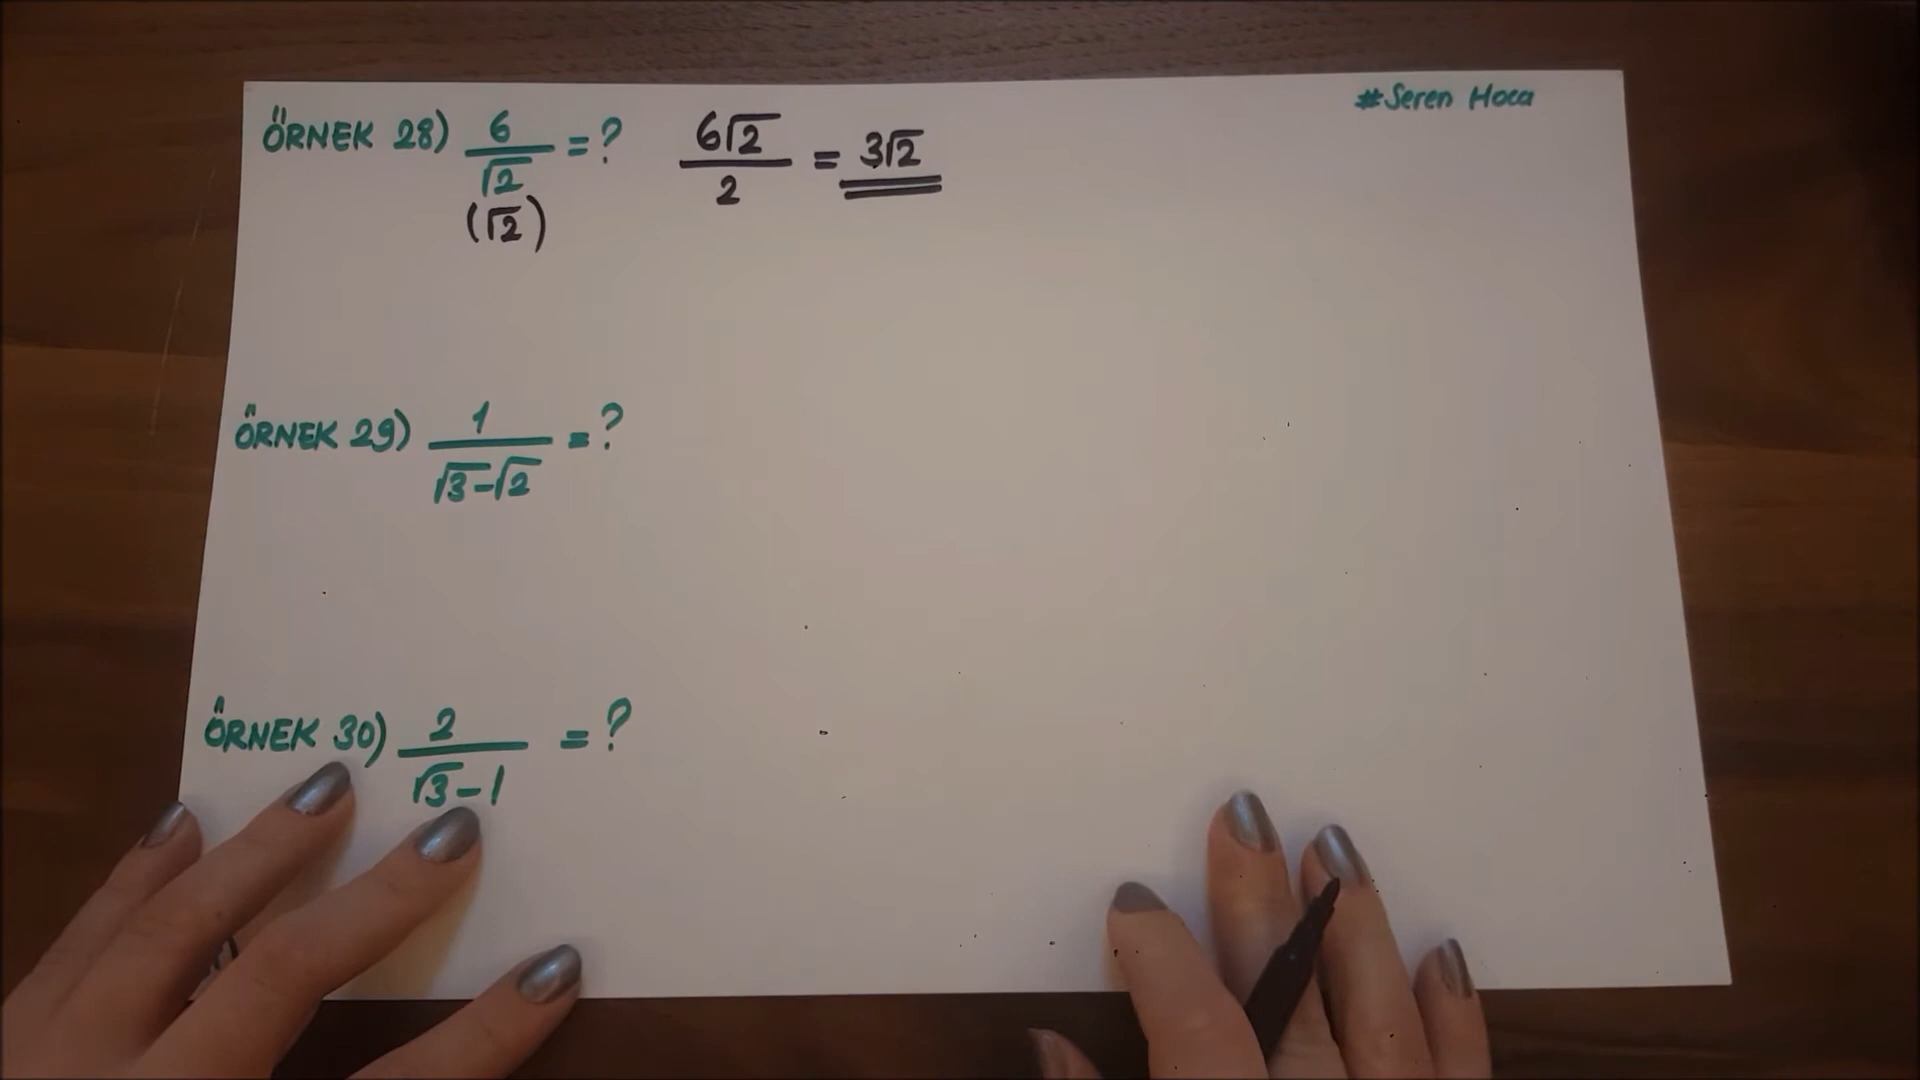 #Seren Hoca
ÖRNEK 28) 6/√2 = ? 6√2/2 = 3√2
(√2)
ÖRNEK 29) 1/(√3-√2) = ?
ÖRNEK 30) 2/(√3-1) = ?